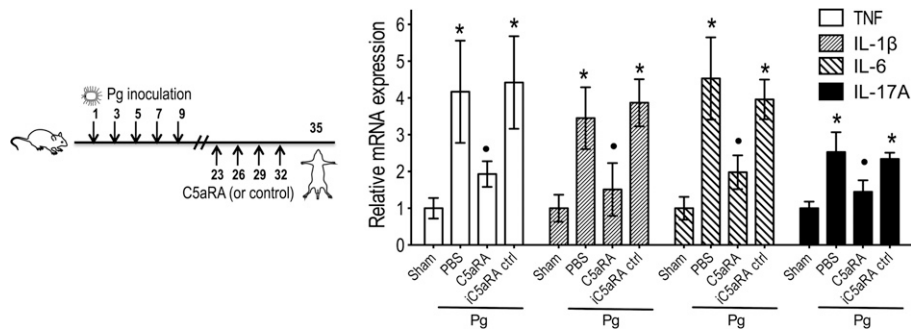 Pg inoculation
1 3 5 7 9
35
23 26 29 32
C5aRA (or control)
Relative mRNA expression
6
5
4
3
2
1
0
TNF
IL-1β
IL-6
IL-17A
* * * * * * * *
• • • •
Sham PBS C5aRA iC5aRA ctrl
Pg
Sham PBS C5aRA iC5aRA ctrl
Pg
Sham PBS C5aRA iC5aRA ctrl
Pg
Sham PBS C5aRA iC5aRA ctrl
Pg